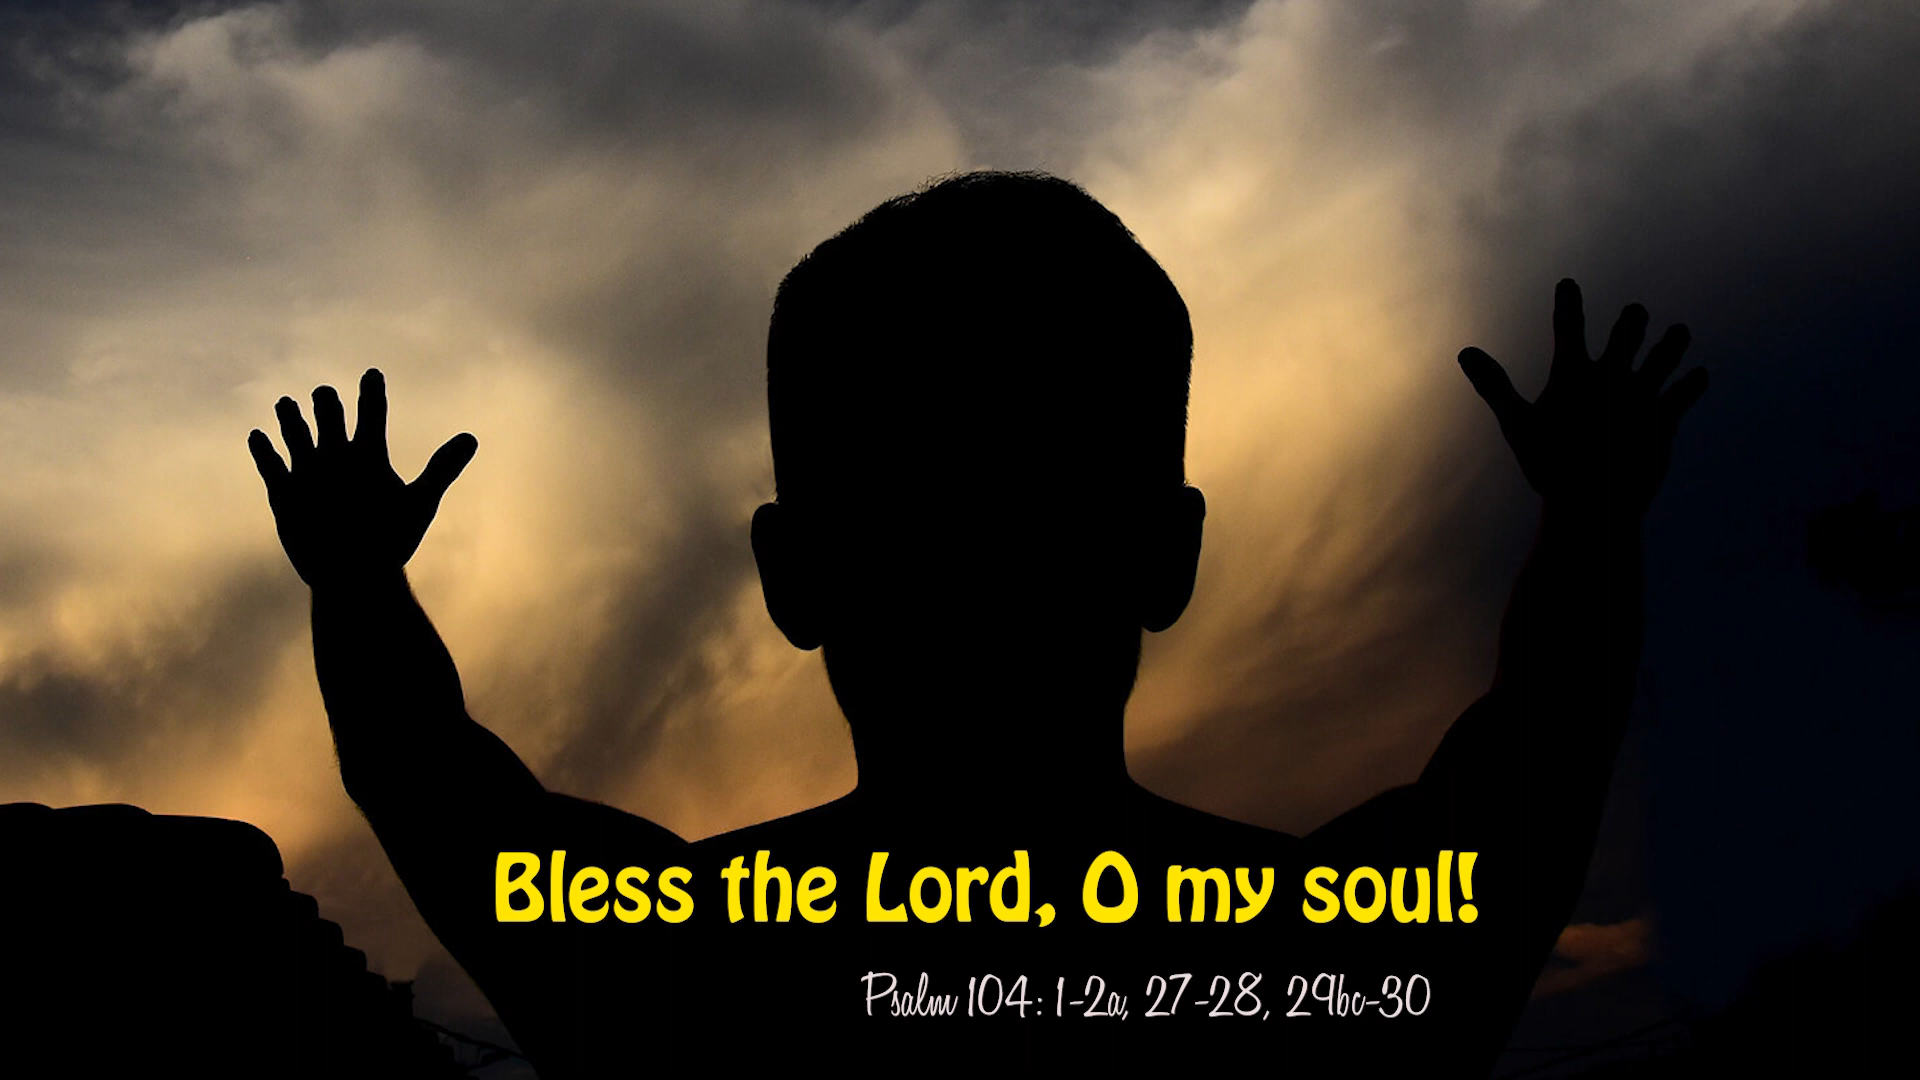 Bless the Lord, O my soul!
Psalm 104: 1-2a, 27-28, 29bc-30